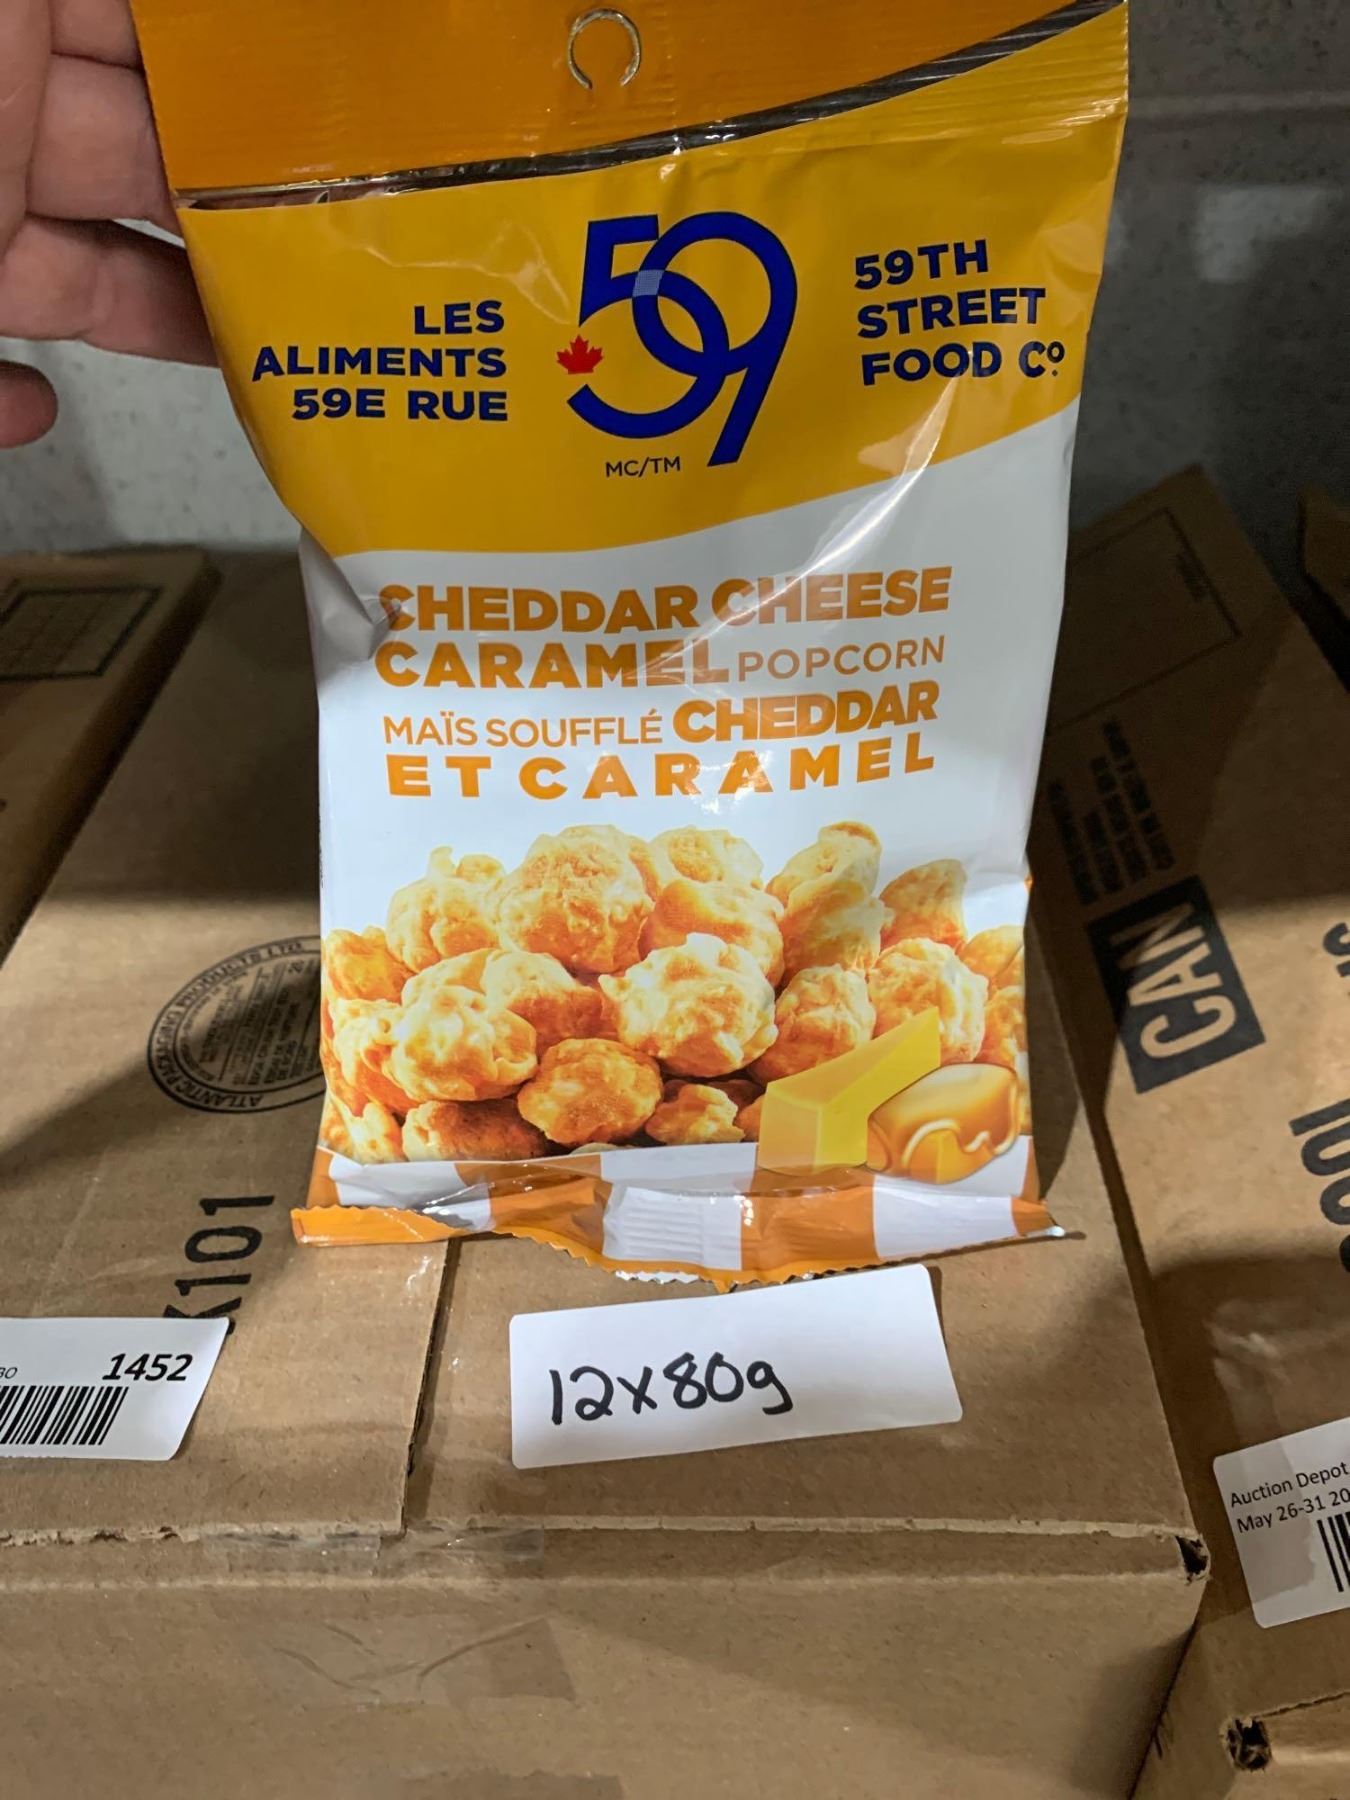 LES
ALIMENTS
59E RUE
59
MC/TM
59TH
STREET
FOOD Cº
CHEDDAR CHEESE
CARAMEL POPCORN
MAÏS SOUFFLÉ CHEDDAR
ET CARAMEL
12x80g
1452
K101
CAN
Auction Depot
May 26-31 20